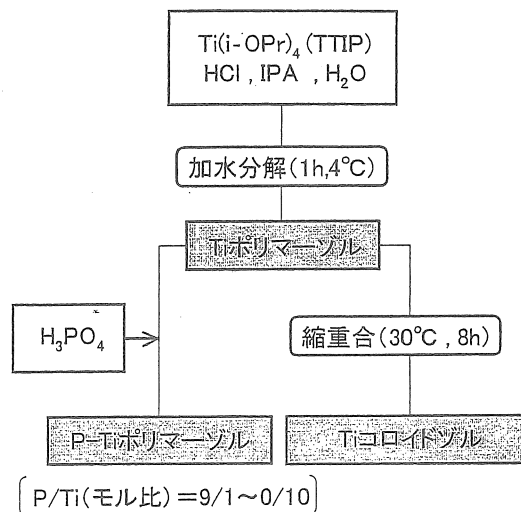 Ti(i-OPr)₄ (TTIP)
HCl , IPA , H₂O
加水分解(1h,4℃)
Tiポリマーゾル
H₃PO₄
縮重合(30℃ , 8h)
P-Tiポリマーゾル
Tiコロイドゾル
P/Ti(モル比)=9/1~0/10